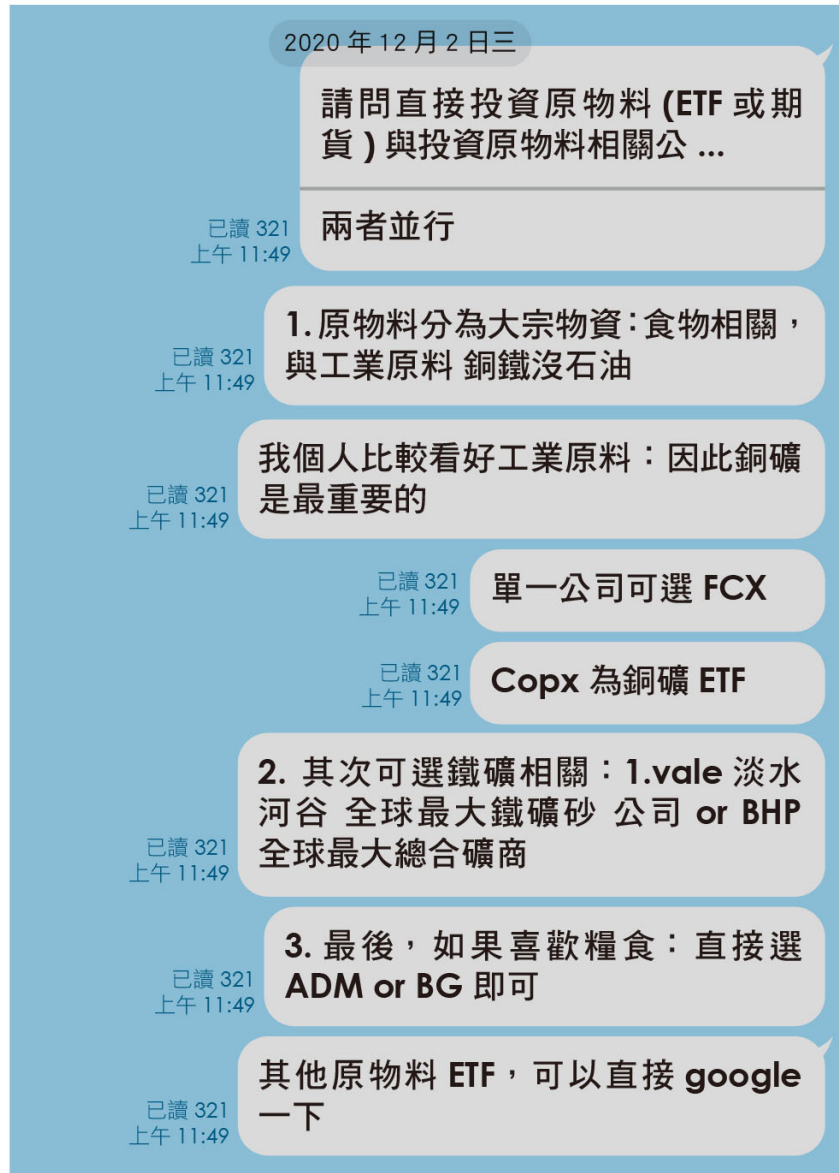 2020 年 12 月 2 日三
請問直接投資原物料 (ETF 或期
貨 ) 與投資原物料相關公 ...
兩者並行
已讀 321
上午 11:49
1. 原物料分為大宗物資：食物相關，
與工業原料 銅鐵沒石油
已讀 321
上午 11:49
我個人比較看好工業原料：因此銅礦
是最重要的
已讀 321
上午 11:49
單一公司可選 FCX
已讀 321
上午 11:49
Copx 為銅礦 ETF
已讀 321
上午 11:49
2. 其次可選鐵礦相關：1.vale 淡水
河谷 全球最大鐵礦砂 公司 or BHP
全球最大總合礦商
已讀 321
上午 11:49
3. 最後，如果喜歡糧食：直接選
ADM or BG 即可
已讀 321
上午 11:49
其他原物料 ETF，可以直接 google
一下
已讀 321
上午 11:49